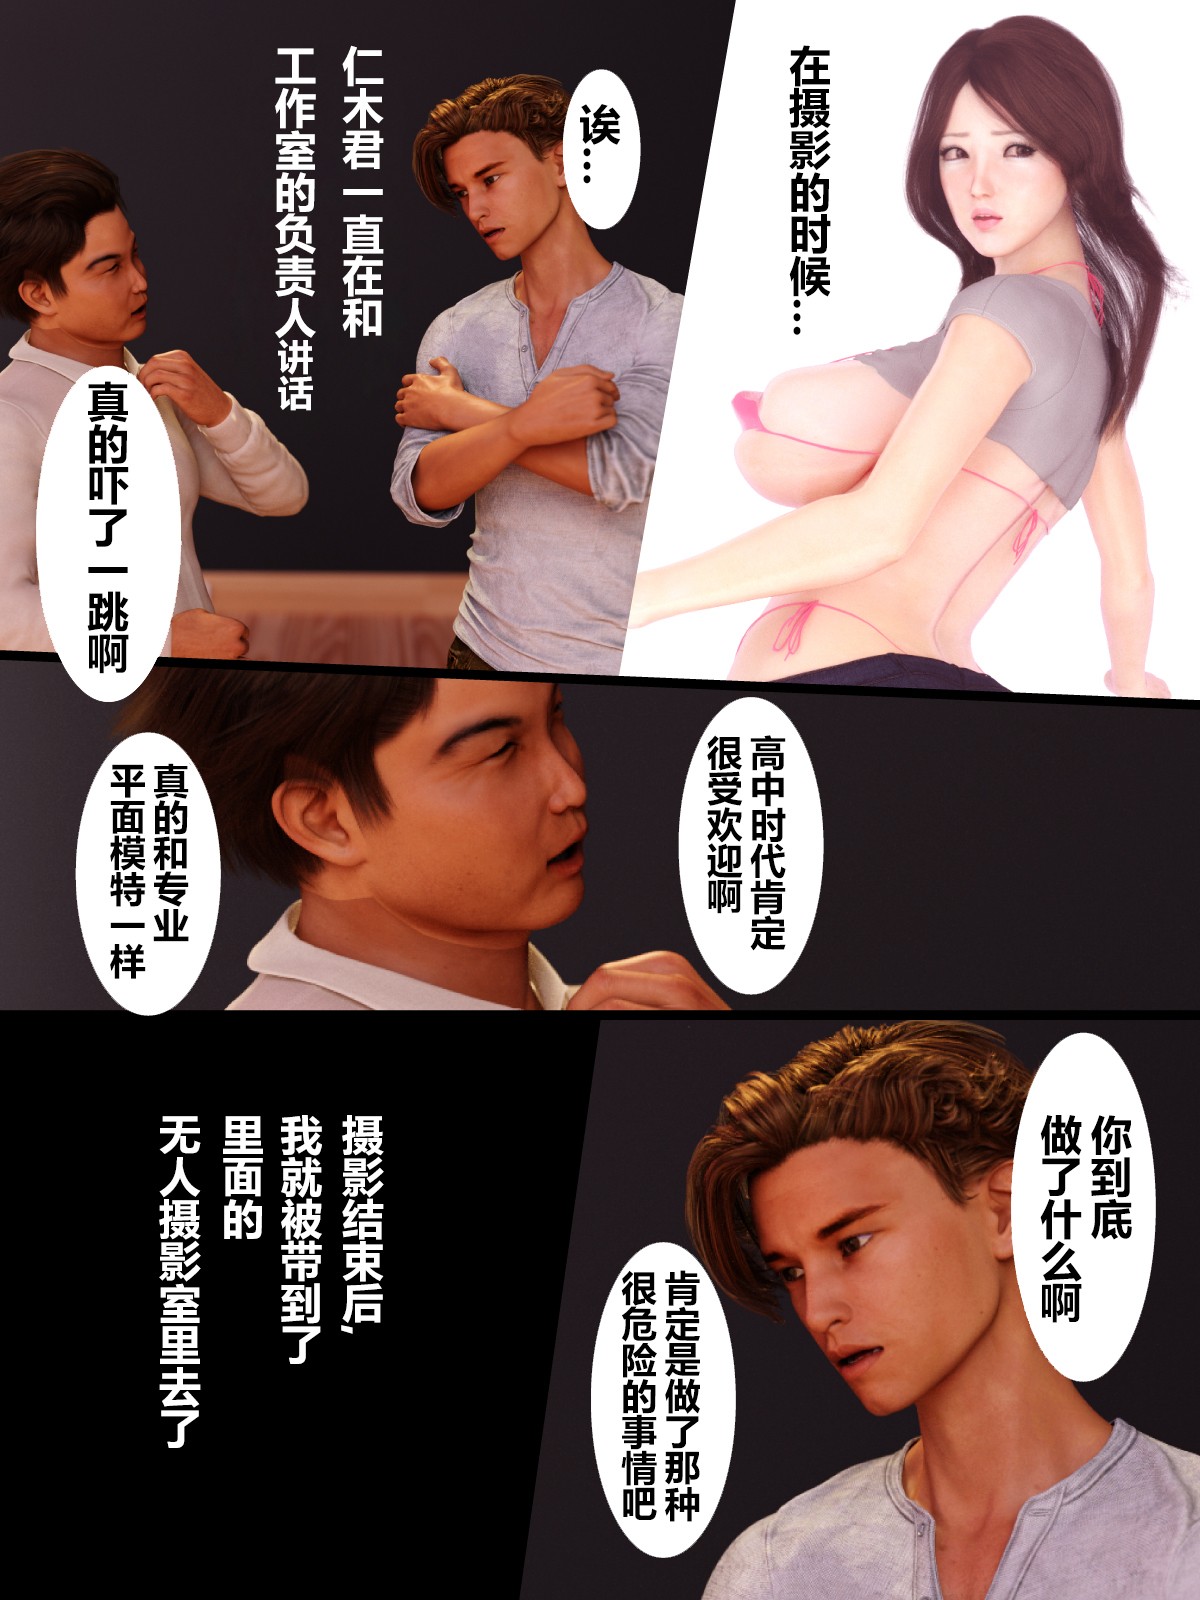 在摄影的时候…
诶…
仁木君一直在和
工作室的负责人讲话
真的吓了一跳啊
高中时代肯定
很受欢迎啊
真的和专业
平面模特一样
你到底
做了什么啊
肯定是做了那种
很危险的事情吧
摄影结束后,
我就被带到了
里面的
无人摄影室里去了